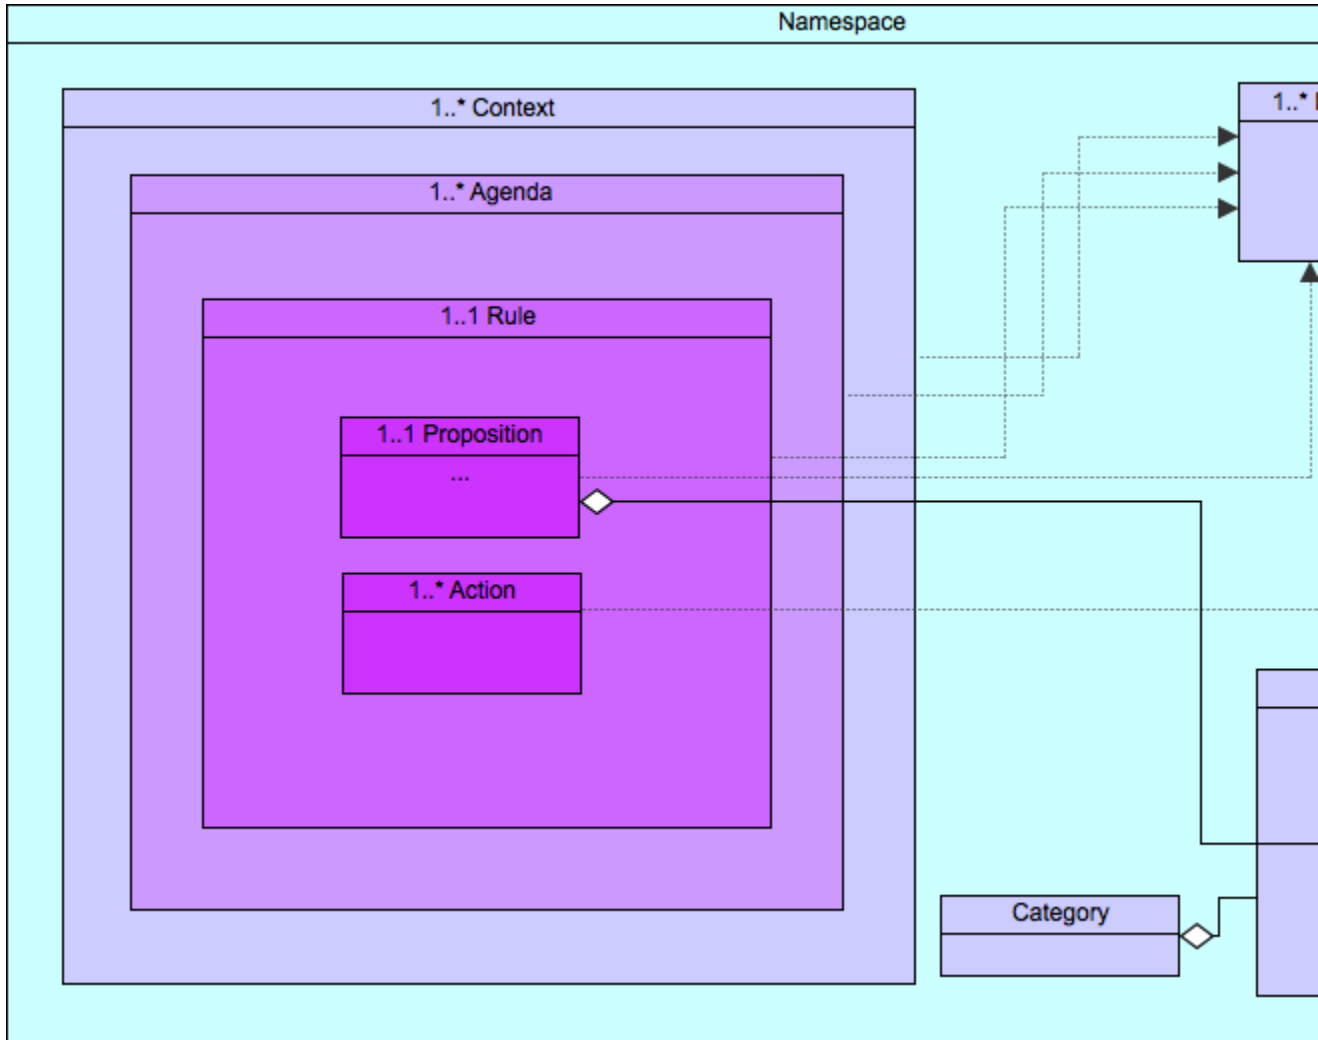 Namespace
1..* Context
1..*
1..* Agenda
1..1 Rule
1..1 Proposition
...
1..* Action
Category